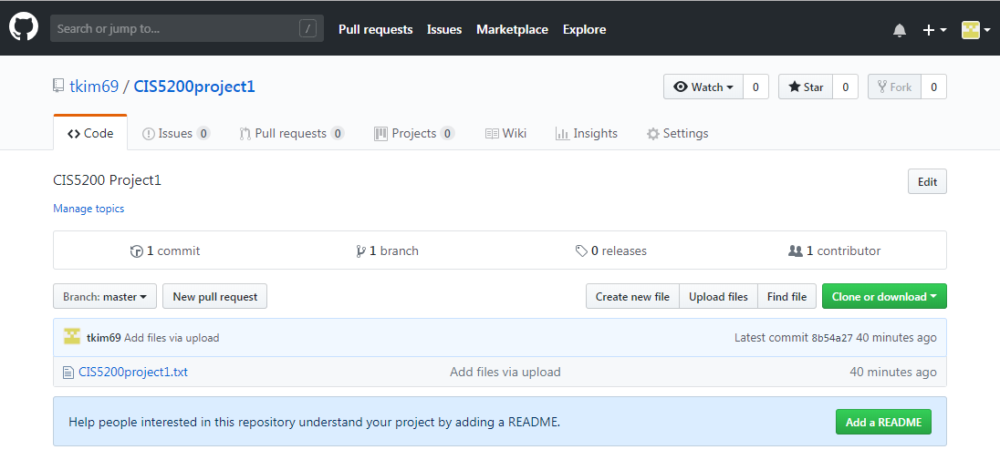 Search or jump to... / Pull requests Issues Marketplace Explore
tkim69 / CIS5200project1 Watch 0 Star 0 Fork 0
Code Issues 0 Pull requests 0 Projects 0 Wiki Insights Settings
CIS5200 Project1 Edit
Manage topics
1 commit 1 branch 0 releases 1 contributor
Branch: master New pull request Create new file Upload files Find file Clone or download
tkim69 Add files via upload Latest commit 8b54a27 40 minutes ago
CIS5200project1.txt Add files via upload 40 minutes ago
Help people interested in this repository understand your project by adding a README. Add a README